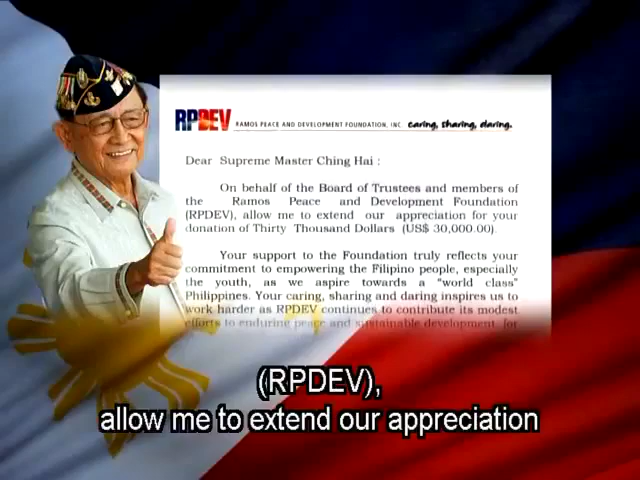 RPDEV RAMOS PEACE AND DEVELOPMENT FOUNDATION, INC. caring, sharing, daring.
Dear Supreme Master Ching Hai :
On behalf of the Board of Trustees and members of
the Ramos Peace and Development Foundation
(RPDEV), allow me to extend our appreciation for your
donation of Thirty Thousand Dollars (US$ 30,000.00).
Your support to the Foundation truly reflects your
commitment to empowering the Filipino people, especially
the youth, as we aspire towards a "world class"
Philippines. Your caring, sharing and daring inspires us to
work harder as RPDEV continues to contribute its modest
efforts to enduring peace and sustainable development, for
(RPDEV),
allow me to extend our appreciation